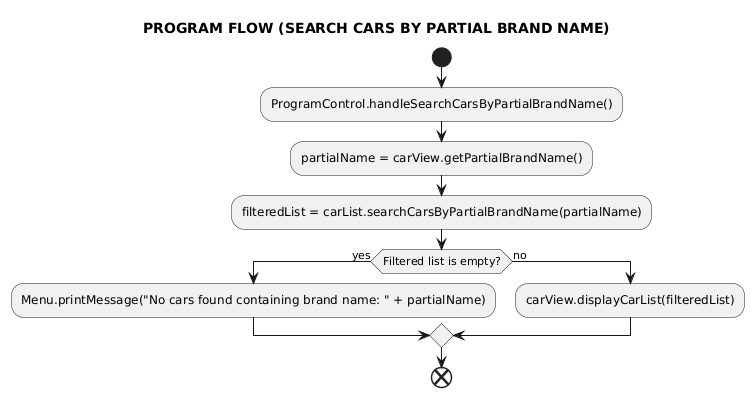 PROGRAM FLOW (SEARCH CARS BY PARTIAL BRAND NAME)
ProgramControl.handleSearchCarsByPartialBrandName()
partialName = carView.getPartialBrandName()
filteredList = carList.searchCarsByPartialBrandName(partialName)
yes
Filtered list is empty?
no
Menu.printMessage("No cars found containing brand name: " + partialName)
carView.displayCarList(filteredList)